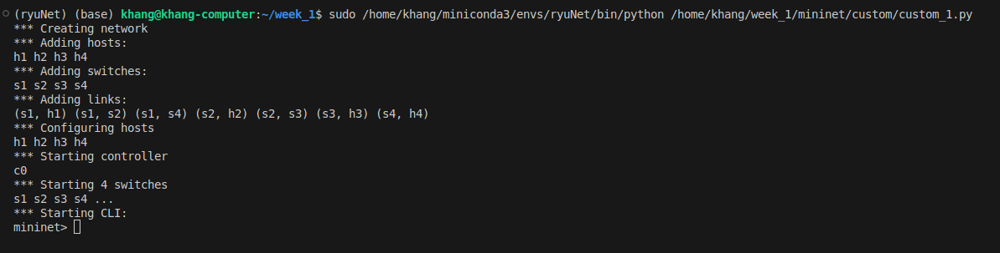 (ryuNet) (base) khang@khang-computer:~/week_1$ sudo /home/khang/miniconda3/envs/ryuNet/bin/python /home/khang/week_1/mininet/custom/custom_1.py
*** Creating network
*** Adding hosts:
h1 h2 h3 h4
*** Adding switches:
s1 s2 s3 s4
*** Adding links:
(s1, h1) (s1, s2) (s1, s4) (s2, h2) (s2, s3) (s3, h3) (s4, h4)
*** Configuring hosts
h1 h2 h3 h4
*** Starting controller
c0
*** Starting 4 switches
s1 s2 s3 s4 ...
*** Starting CLI:
mininet>